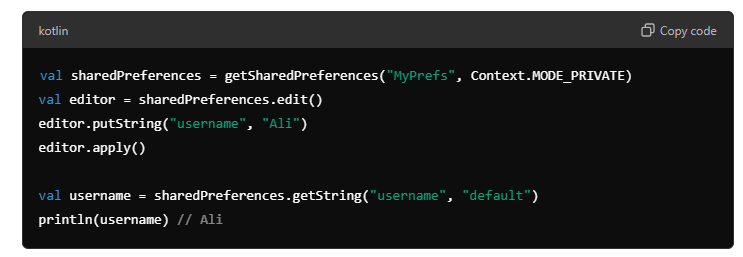 kotlin
Copy code
val sharedPreferences = getSharedPreferences("MyPrefs", Context.MODE_PRIVATE)
val editor = sharedPreferences.edit()
editor.putString("username", "Ali")
editor.apply()
val username = sharedPreferences.getString("username", "default")
println(username) // Ali